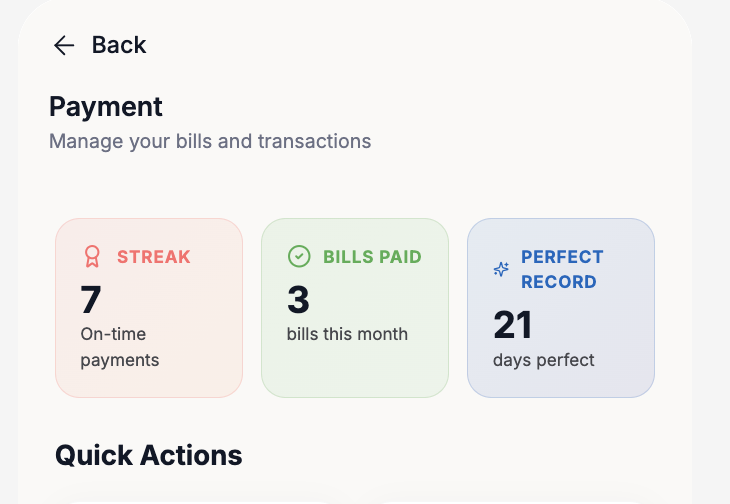 Back
Payment
Manage your bills and transactions
STREAK
7
On-time
payments
BILLS PAID
3
bills this month
PERFECT
RECORD
21
days perfect
Quick Actions